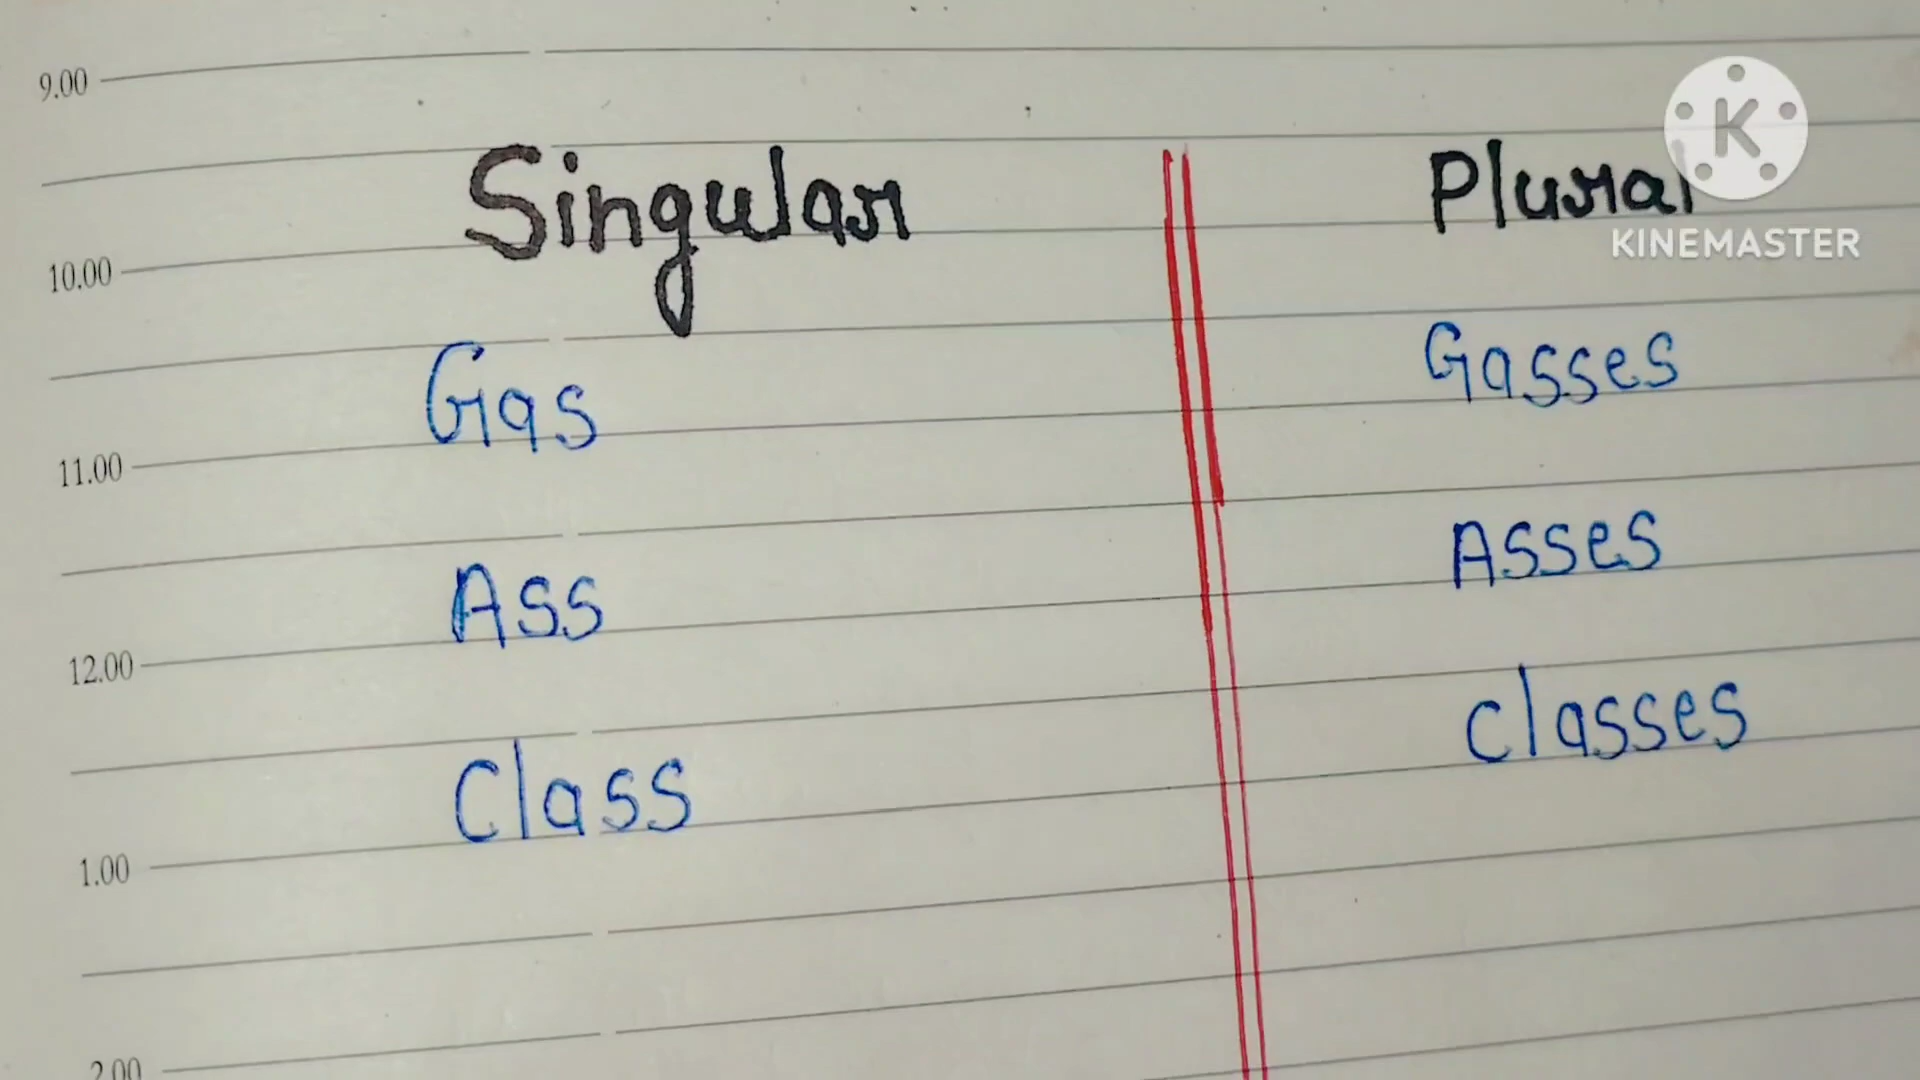 9.00
Singular Plural
K
KINEMASTER
10.00
Gas Gasses
11.00
Ass Asses
12.00
Class Classes
1.00
2.00